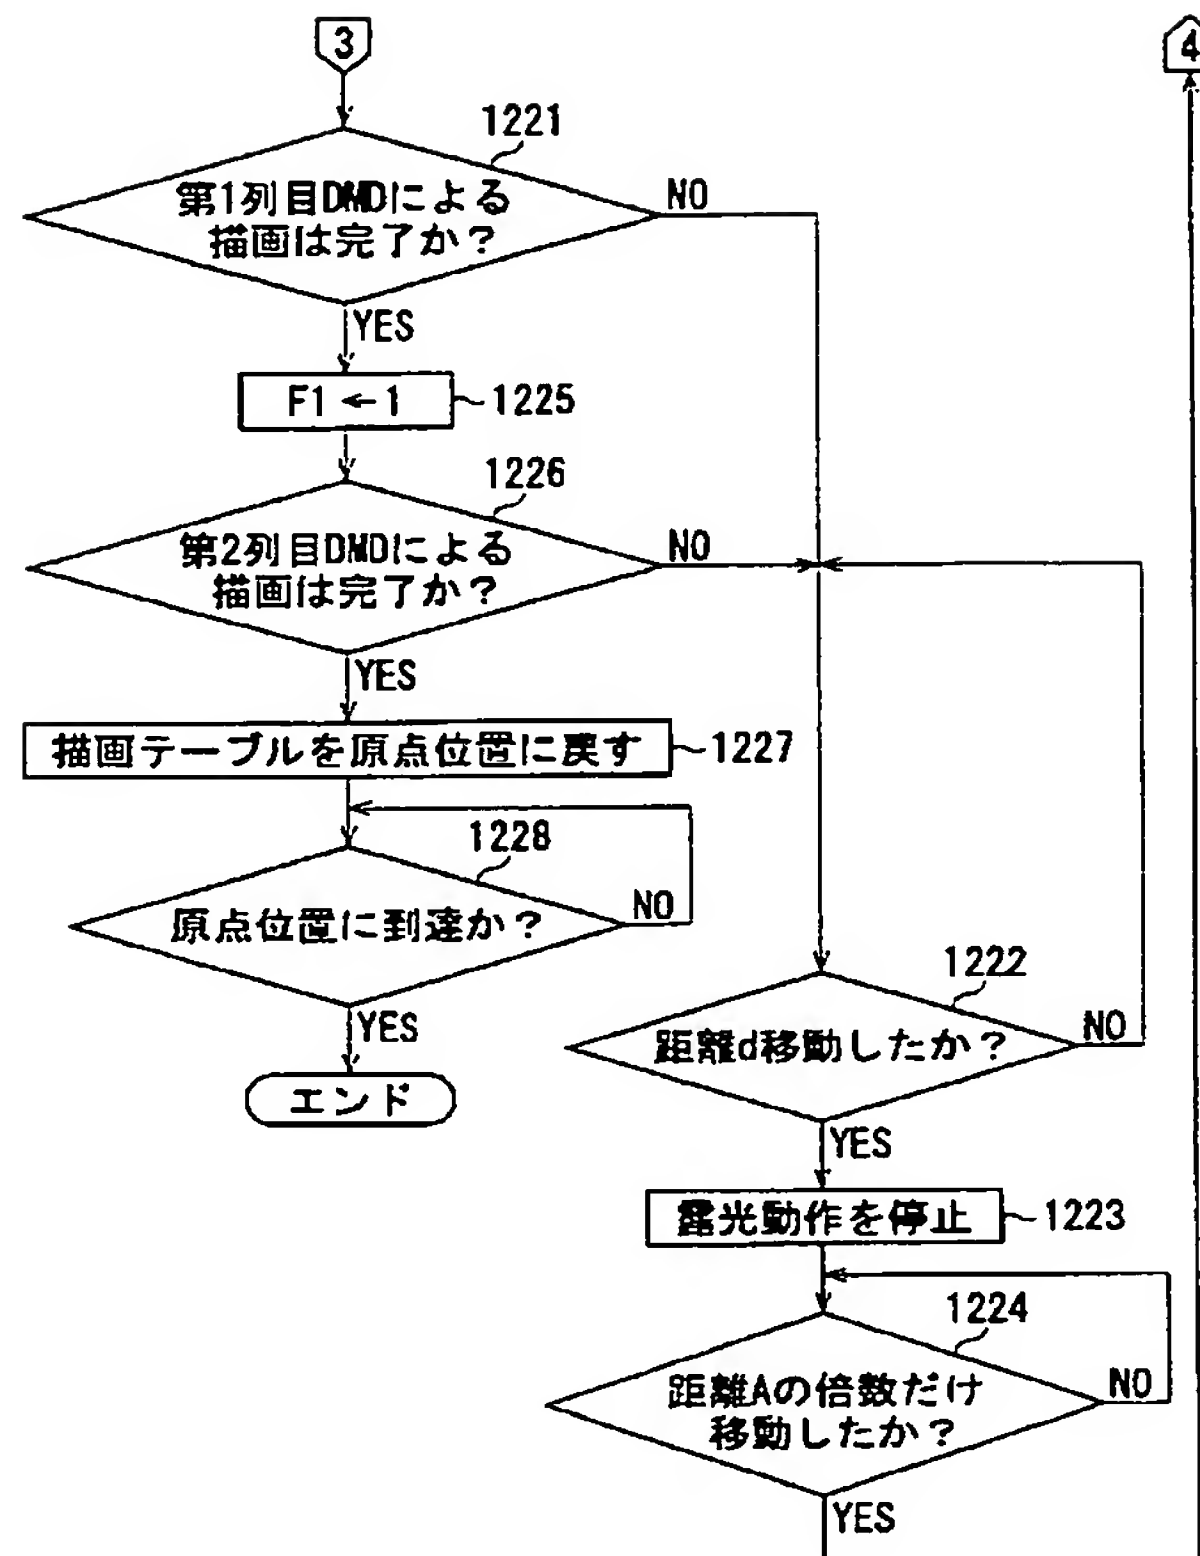 3
4
1221
第1列目DMDによる
描画は完了か？
NO
YES
F1←1
1225
1226
第2列目DMDによる
描画は完了か？
NO
YES
描画テーブルを原点位置に戻す
1227
1228
原点位置に到達か？
NO
YES
エンド
1222
距離d移動したか？
NO
YES
露光動作を停止
1223
1224
距離Aの倍数だけ
移動したか？
NO
YES